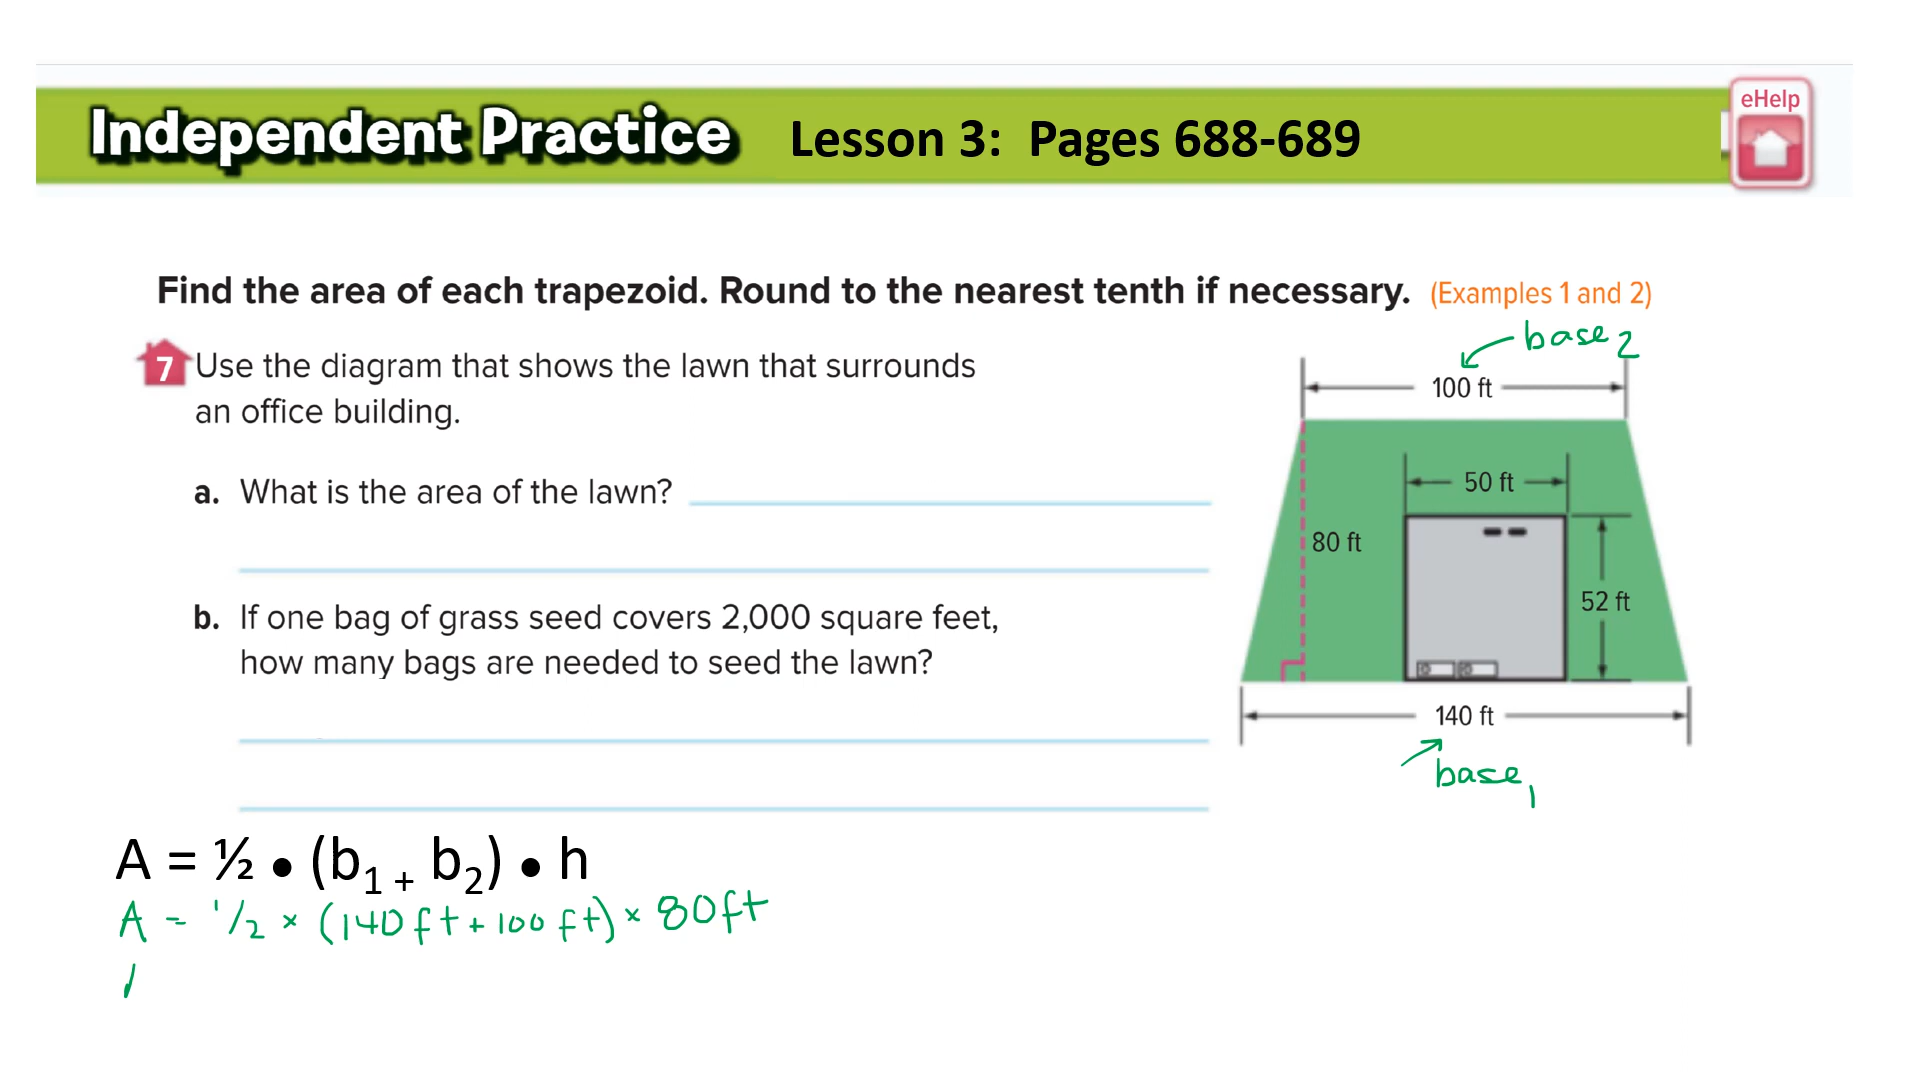 eHelp
Independent Practice Lesson 3: Pages 688-689
Find the area of each trapezoid. Round to the nearest tenth if necessary. (Examples 1 and 2)
base 2
7 Use the diagram that shows the lawn that surrounds
an office building.
100 ft
a. What is the area of the lawn?
50 ft
80 ft
52 ft
b. If one bag of grass seed covers 2,000 square feet,
how many bags are needed to seed the lawn?
140 ft
base 1
A = ½ • (b₁ + b₂) • h
A = 1/2 × (140 ft + 100 ft) × 80 ft